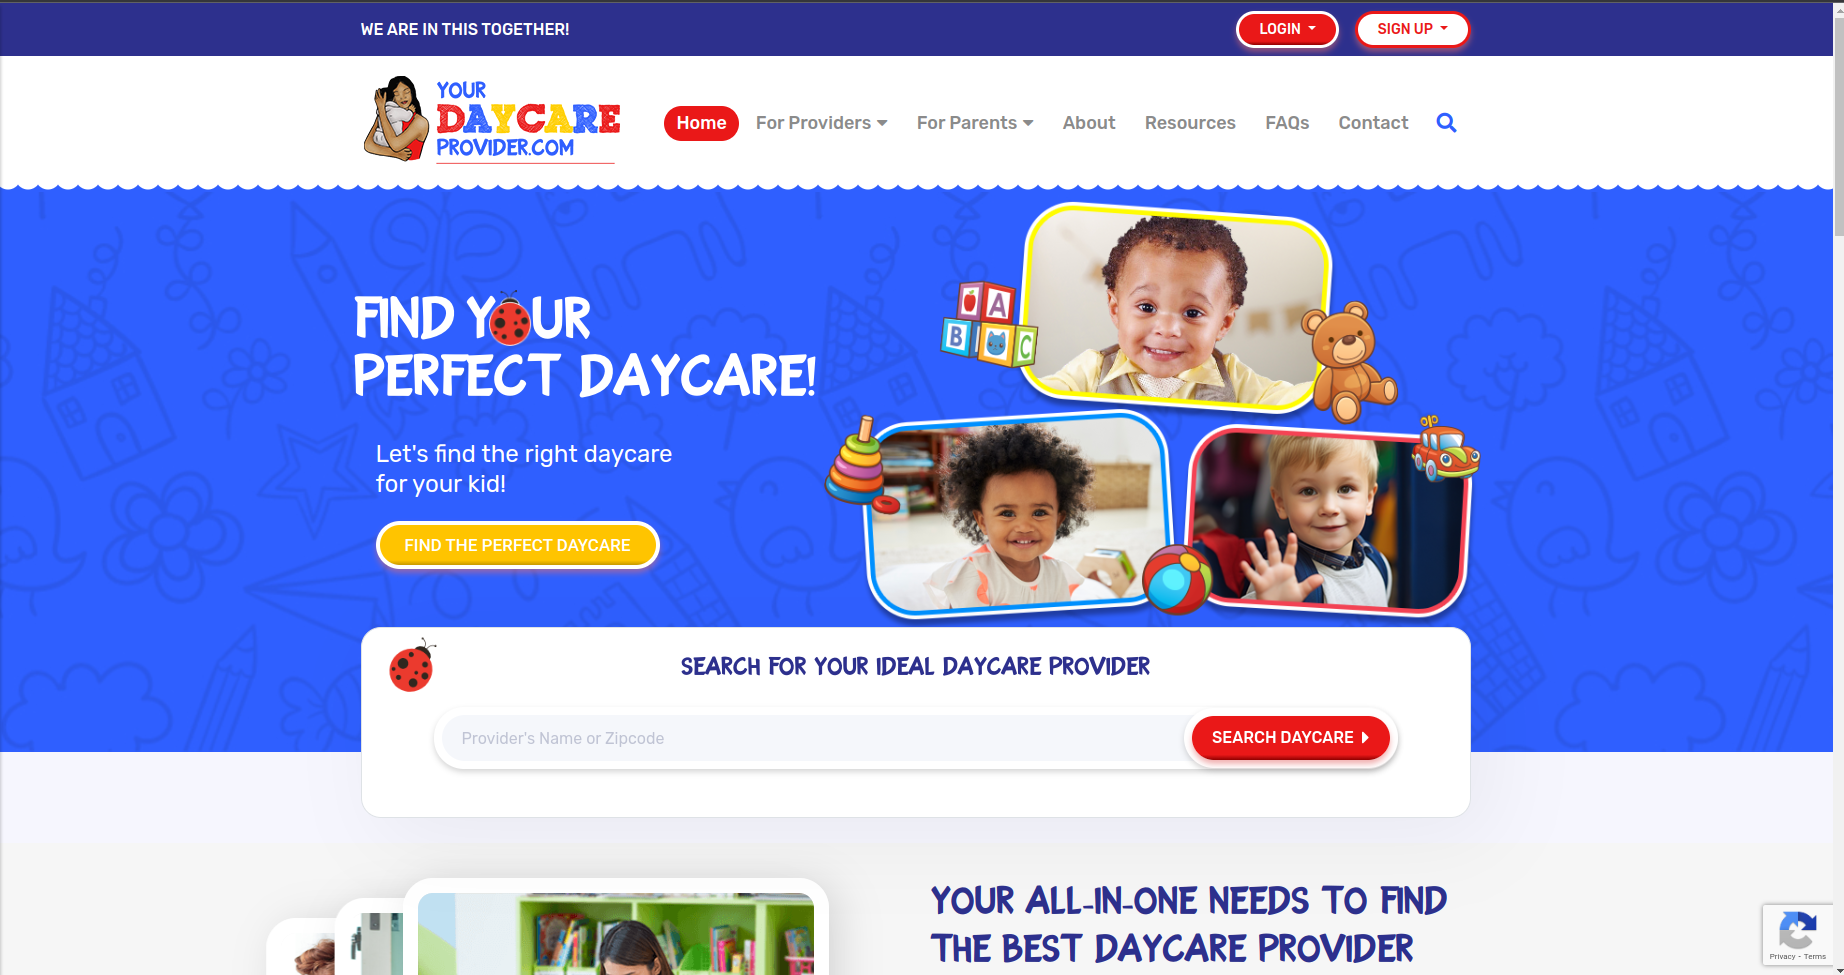 WE ARE IN THIS TOGETHER!
LOGIN
SIGN UP
YOUR
DAYCARE
PROVIDER.COM
Home
For Providers
For Parents
About
Resources
FAQs
Contact
FIND YOUR
PERFECT DAYCARE!
Let's find the right daycare
for your kid!
FIND THE PERFECT DAYCARE
A
B
C
SEARCH FOR YOUR IDEAL DAYCARE PROVIDER
Provider's Name or Zipcode
SEARCH DAYCARE
YOUR ALL-IN-ONE NEEDS TO FIND
THE BEST DAYCARE PROVIDER
Privacy - Terms